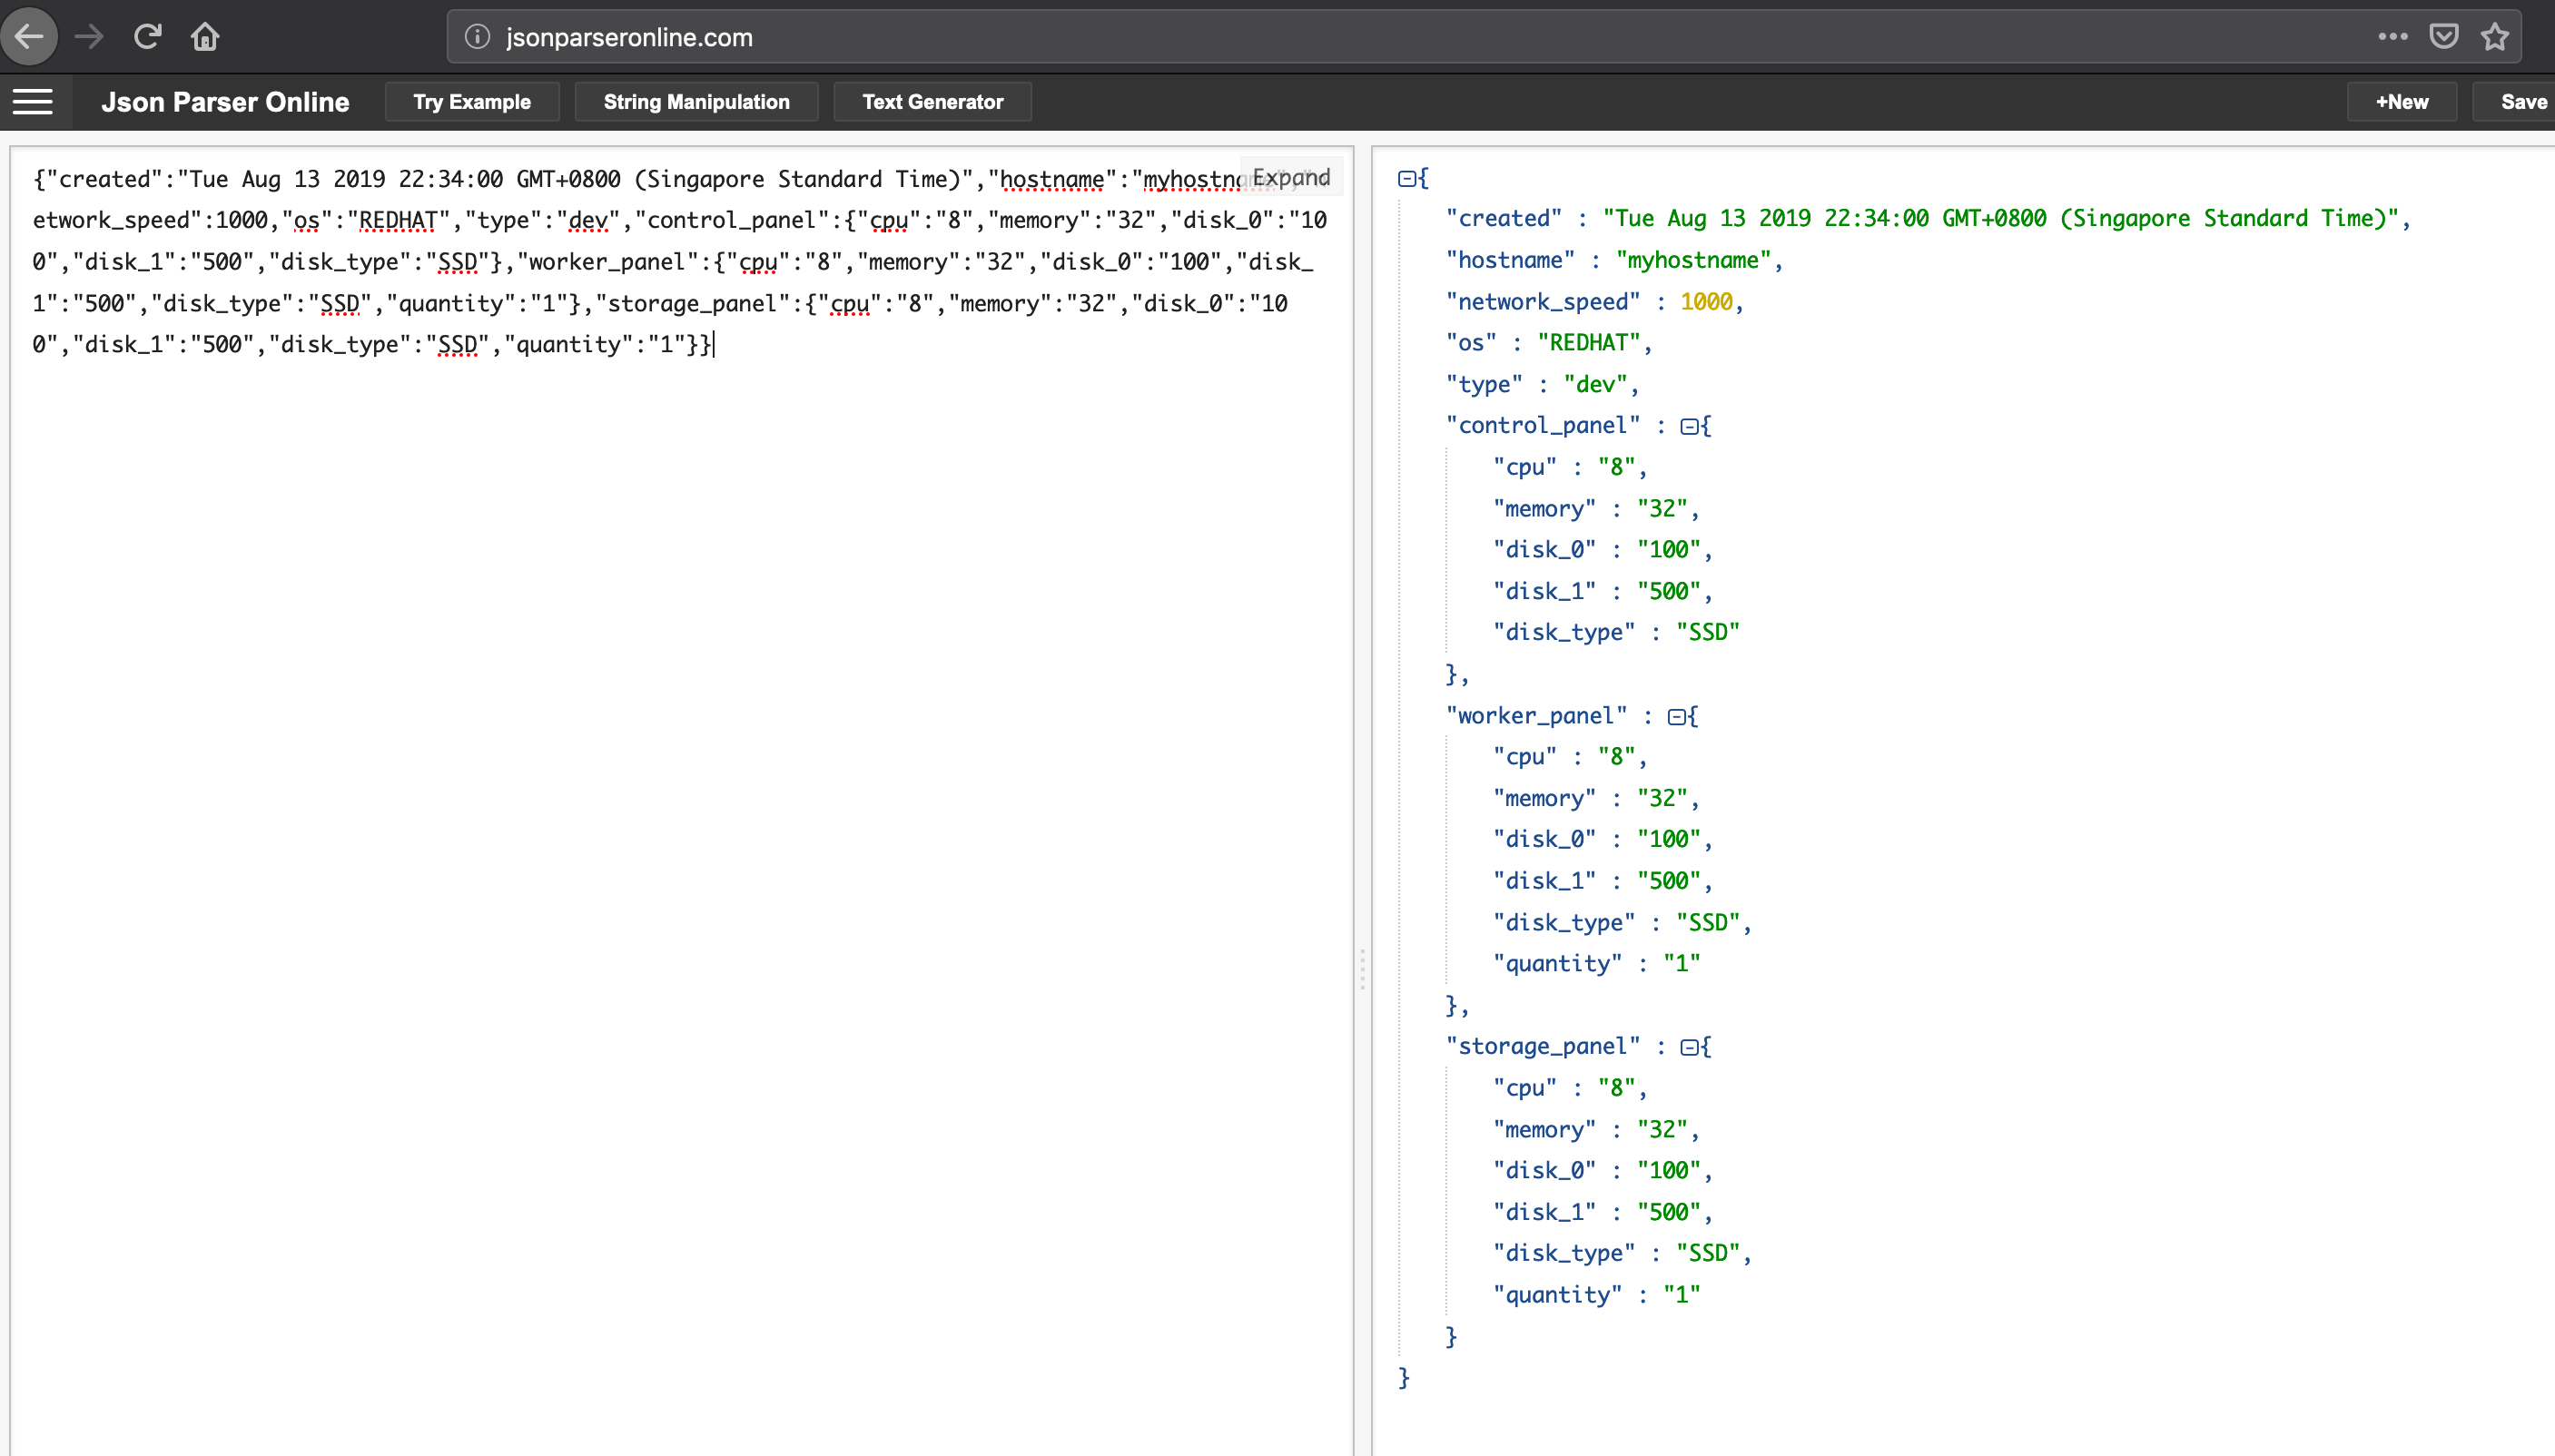 jsonparseronline.com
Json Parser Online
Try Example
String Manipulation
Text Generator
+New
Save
{"created":"Tue Aug 13 2019 22:34:00 GMT+0800 (Singapore Standard Time)","hostname":"myhostname","n
Expand
etwork_speed":1000,"os":"REDHAT","type":"dev","control_panel":{"cpu":"8","memory":"32","disk_0":"10
0","disk_1":"500","disk_type":"SSD"},"worker_panel":{"cpu":"8","memory":"32","disk_0":"100","disk_
1":"500","disk_type":"SSD","quantity":"1"},"storage_panel":{"cpu":"8","memory":"32","disk_0":"10
0","disk_1":"500","disk_type":"SSD","quantity":"1"}}
{
"created" : "Tue Aug 13 2019 22:34:00 GMT+0800 (Singapore Standard Time)",
"hostname" : "myhostname",
"network_speed" : 1000,
"os" : "REDHAT",
"type" : "dev",
"control_panel" : {
"cpu" : "8",
"memory" : "32",
"disk_0" : "100",
"disk_1" : "500",
"disk_type" : "SSD"
},
"worker_panel" : {
"cpu" : "8",
"memory" : "32",
"disk_0" : "100",
"disk_1" : "500",
"disk_type" : "SSD",
"quantity" : "1"
},
"storage_panel" : {
"cpu" : "8",
"memory" : "32",
"disk_0" : "100",
"disk_1" : "500",
"disk_type" : "SSD",
"quantity" : "1"
}
}